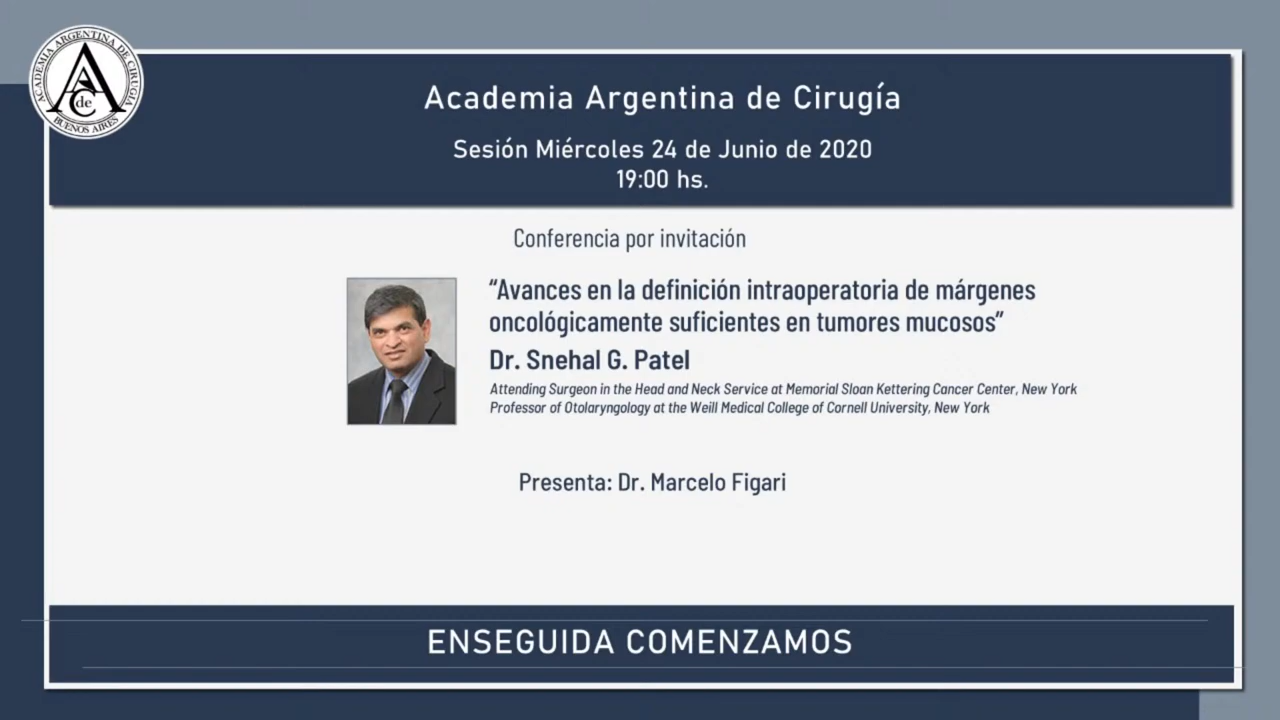 ACADEMIA ARGENTINA DE CIRUGÍA
AAC
de
BUENOS AIRES
Academia Argentina de Cirugía
Sesión Miércoles 24 de Junio de 2020
19:00 hs.
Conferencia por invitación
“Avances en la definición intraoperatoria de márgenes
oncológicamente suficientes en tumores mucosos”
Dr. Snehal G. Patel
Attending Surgeon in the Head and Neck Service at Memorial Sloan Kettering Cancer Center, New York
Professor of Otolaryngology at the Weill Medical College of Cornell University, New York
Presenta: Dr. Marcelo Figari
ENSEGUIDA COMENZAMOS